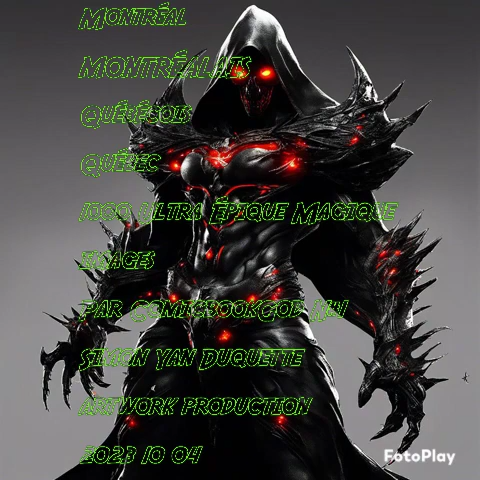 Montréal
Montréalais
Québécois
Québec
1000 Ultra Épique Magique
Images
Par ComicbookGod Nri
Simon Yan Duquette
artwork production
2023 10 04
FotoPlay